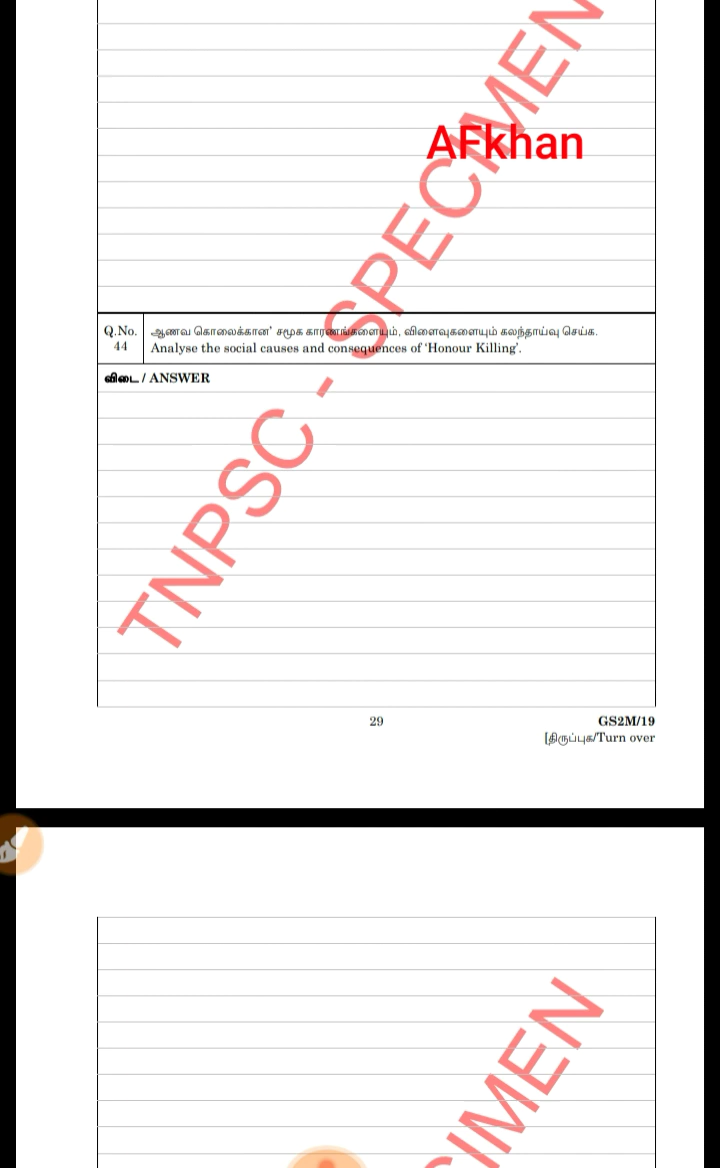 TNPSC - SPECIMEN
AFkhan
Q.No.
44
ஆணவ கொலைக்கான' சமூக காரணங்களையும், விளைவுகளையும் கலந்தாய்வு செய்க.
Analyse the social causes and consequences of 'Honour Killing'.
விடை / ANSWER
29
GS2M/19
[திருப்புக/Turn over
IMEN